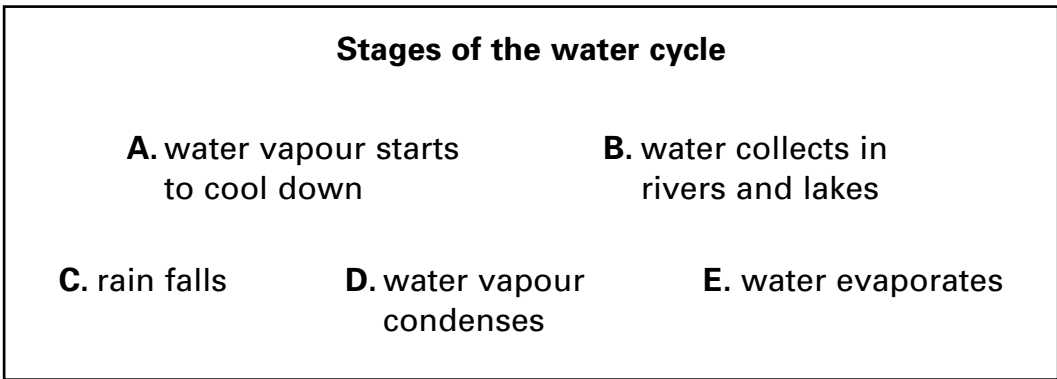 Stages of the water cycle
A. water vapour starts
to cool down
B. water collects in
rivers and lakes
C. rain falls
D. water vapour
condenses
E. water evaporates